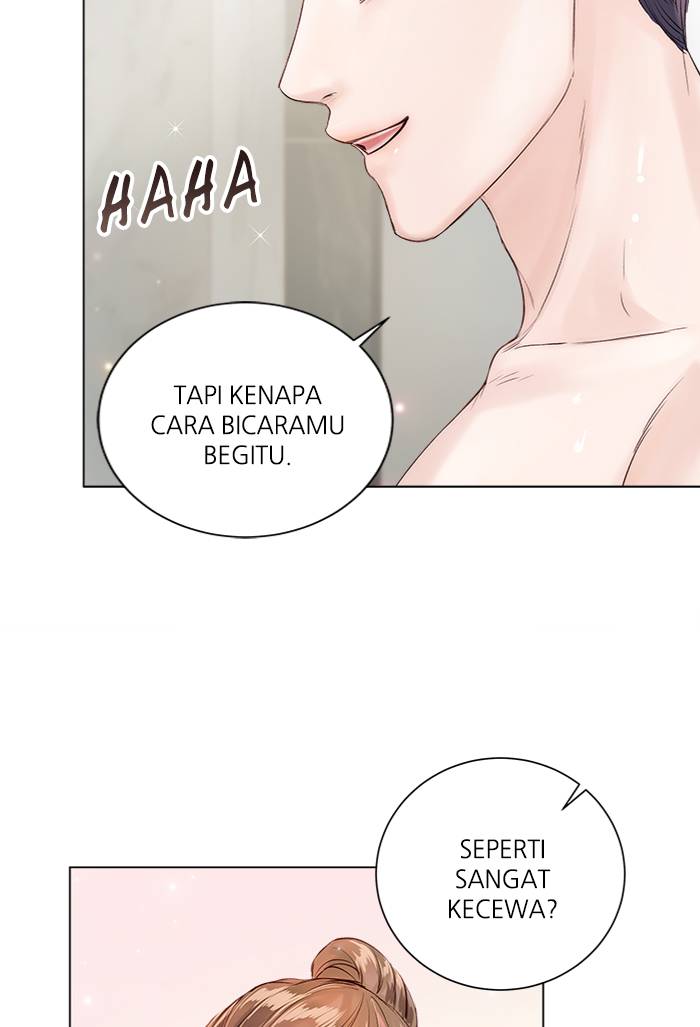 HAHA
TAPI KENAPA
CARA BICARAMU
BEGITU.
SEPERTI
SANGAT
KECEWA?